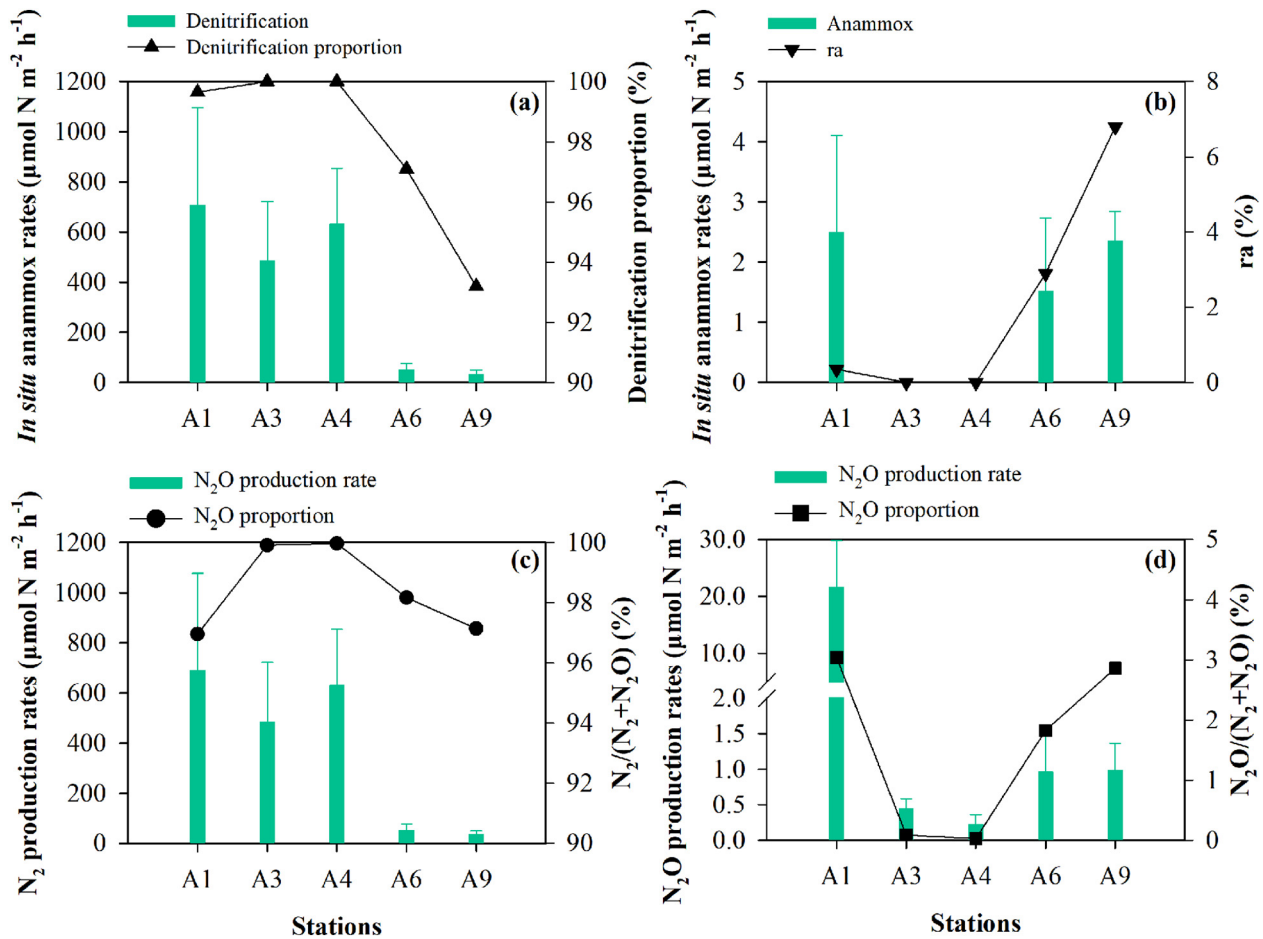 Denitrification
Denitrification proportion
In situ anammox rates (µmol N m⁻² h⁻¹)
1200
1000
800
600
400
200
0
(a)
100
98
96
94
92
90
Denitrification proportion (%)
A1 A3 A4 A6 A9
Anammox
ra
In situ anammox rates (µmol N m⁻² h⁻¹)
5
4
3
2
1
0
(b)
8
6
4
2
0
ra (%)
A1 A3 A4 A6 A9
N₂O production rate
N₂O proportion
N₂ production rates (µmol N m⁻² h⁻¹)
1200
1000
800
600
400
200
0
(c)
100
98
96
94
92
90
N₂/(N₂+N₂O) (%)
A1 A3 A4 A6 A9
Stations
N₂O production rate
N₂O proportion
N₂O production rates (µmol N m⁻² h⁻¹)
30.0
20.0
10.0
2.0
1.5
1.0
0.5
0.0
(d)
5
4
3
2
1
0
N₂O/(N₂+N₂O) (%)
A1 A3 A4 A6 A9
Stations